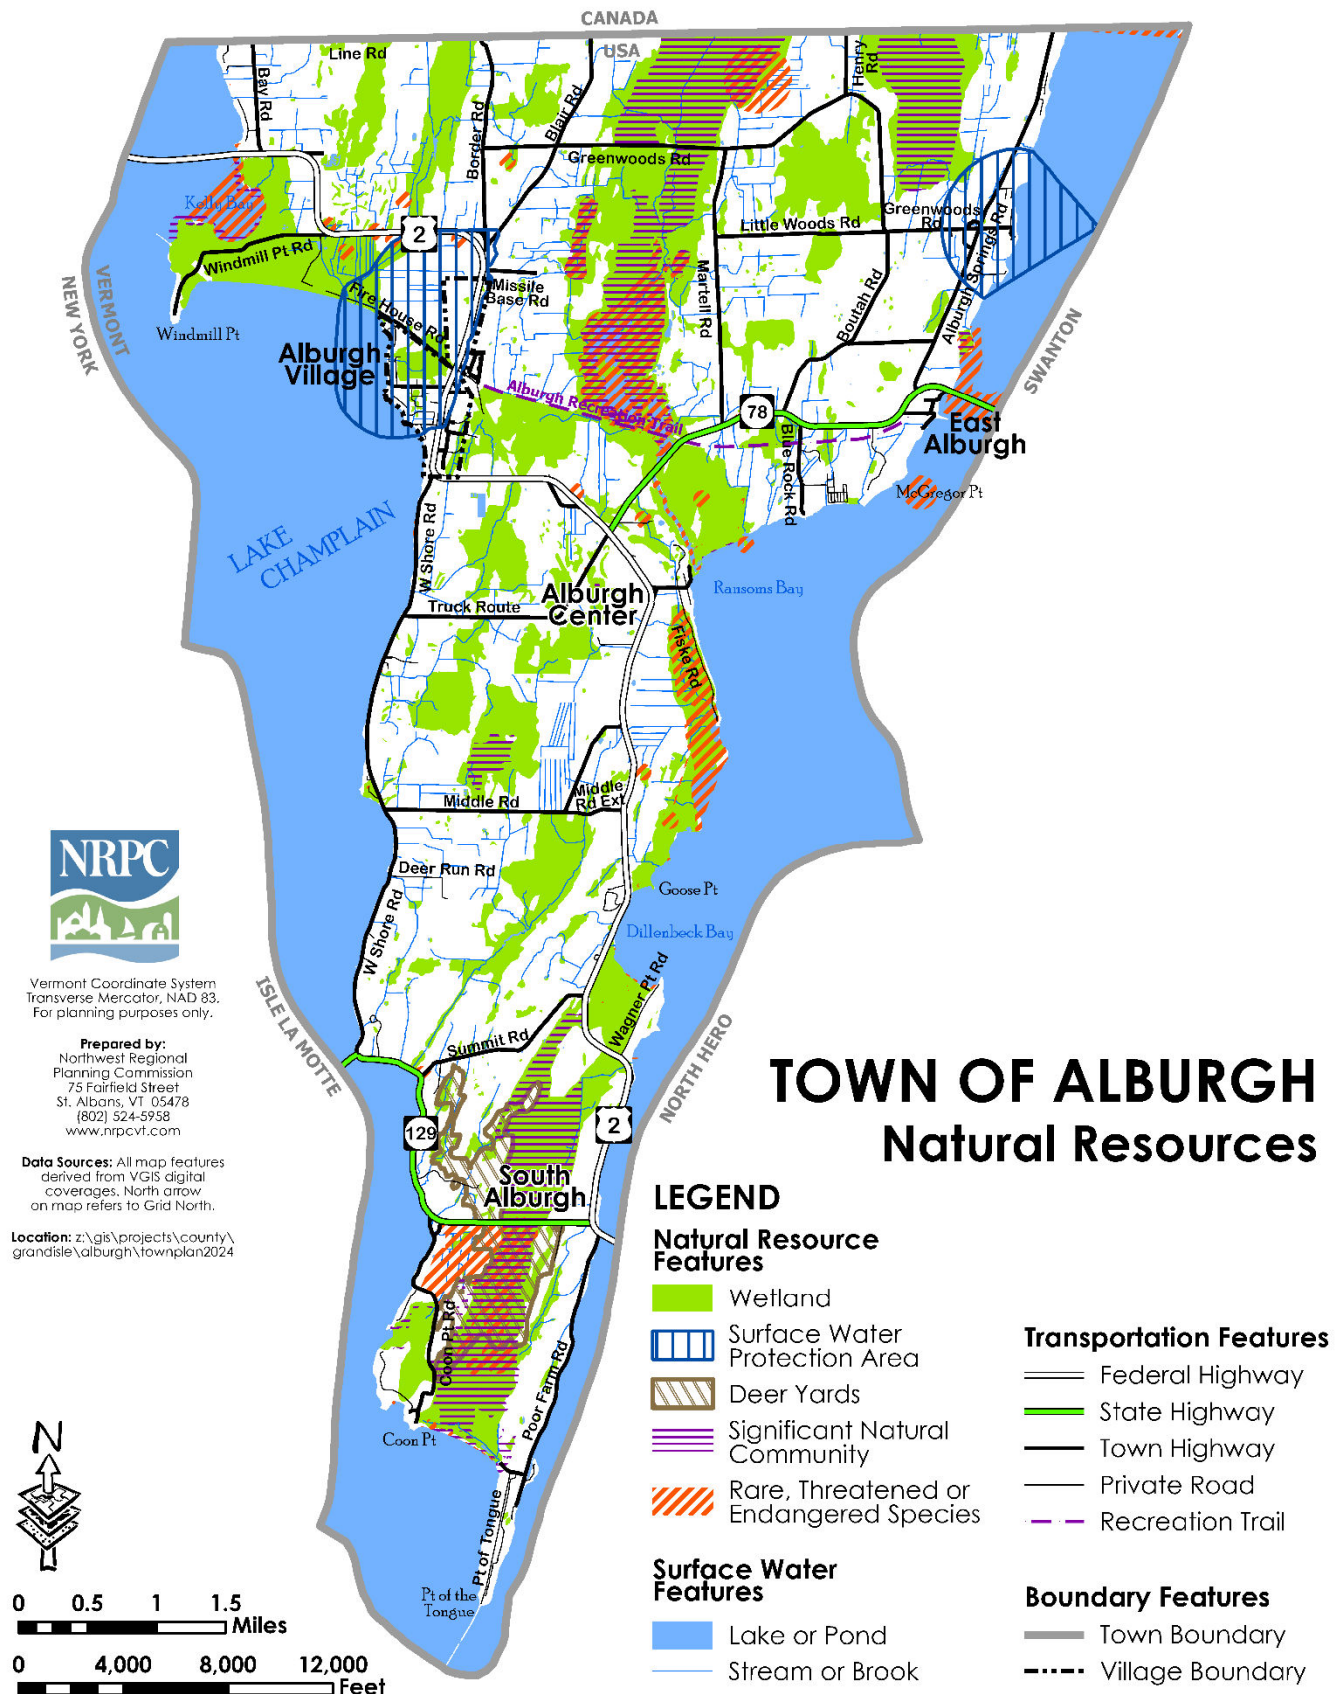 CANADA
USA
Line Rd
Bay Rd
Border Rd
Blair Rd
Henry
Rd
Greenwoods Rd
Kelly Bay
2
Windmill Pt Rd
Little Woods Rd
Greenwoods
Rd
Alburgh Springs Rd
VERMONT
NEW YORK
Windmill Pt
Fire House Rd
Missile
Base Rd
Martell Rd
Boutah Rd
SWANTON
Alburgh
Village
Alburgh Recreation Trail
78
East
Alburgh
Blue Rock Rd
McGregor Pt
LAKE
CHAMPLAIN
W Shore Rd
Ransoms Bay
Alburgh
Center
Truck Route
Fiske Rd
Middle Rd
Middle
Rd Ext
Deer Run Rd
Goose Pt
W Shore Rd
Dillenbeck Bay
Wagner Pt Rd
ISLE LA MOTTE
Summit Rd
NORTH HERO
129
2
South
Alburgh
Coon Pt Rd
Poor Farm Rd
Coon Pt
Pt of Tongue
Pt of the
Tongue
NRPC
Vermont Coordinate System
Transverse Mercator, NAD 83.
For planning purposes only.
Prepared by:
Northwest Regional
Planning Commission
75 Fairfield Street
St. Albans, VT 05478
(802) 524-5958
www.nrpcvt.com
Data Sources: All map features
derived from VGIS digital
coverages. North arrow
on map refers to Grid North.
Location: z:\gis\projects\county\
grandisle\alburgh\townplan2024
N
0 0.5 1 1.5
Miles
0 4,000 8,000 12,000
Feet
TOWN OF ALBURGH
Natural Resources
LEGEND
Natural Resource
Features
Wetland
Surface Water
Protection Area
Deer Yards
Significant Natural
Community
Rare, Threatened or
Endangered Species
Surface Water
Features
Lake or Pond
Stream or Brook
Transportation Features
Federal Highway
State Highway
Town Highway
Private Road
Recreation Trail
Boundary Features
Town Boundary
Village Boundary